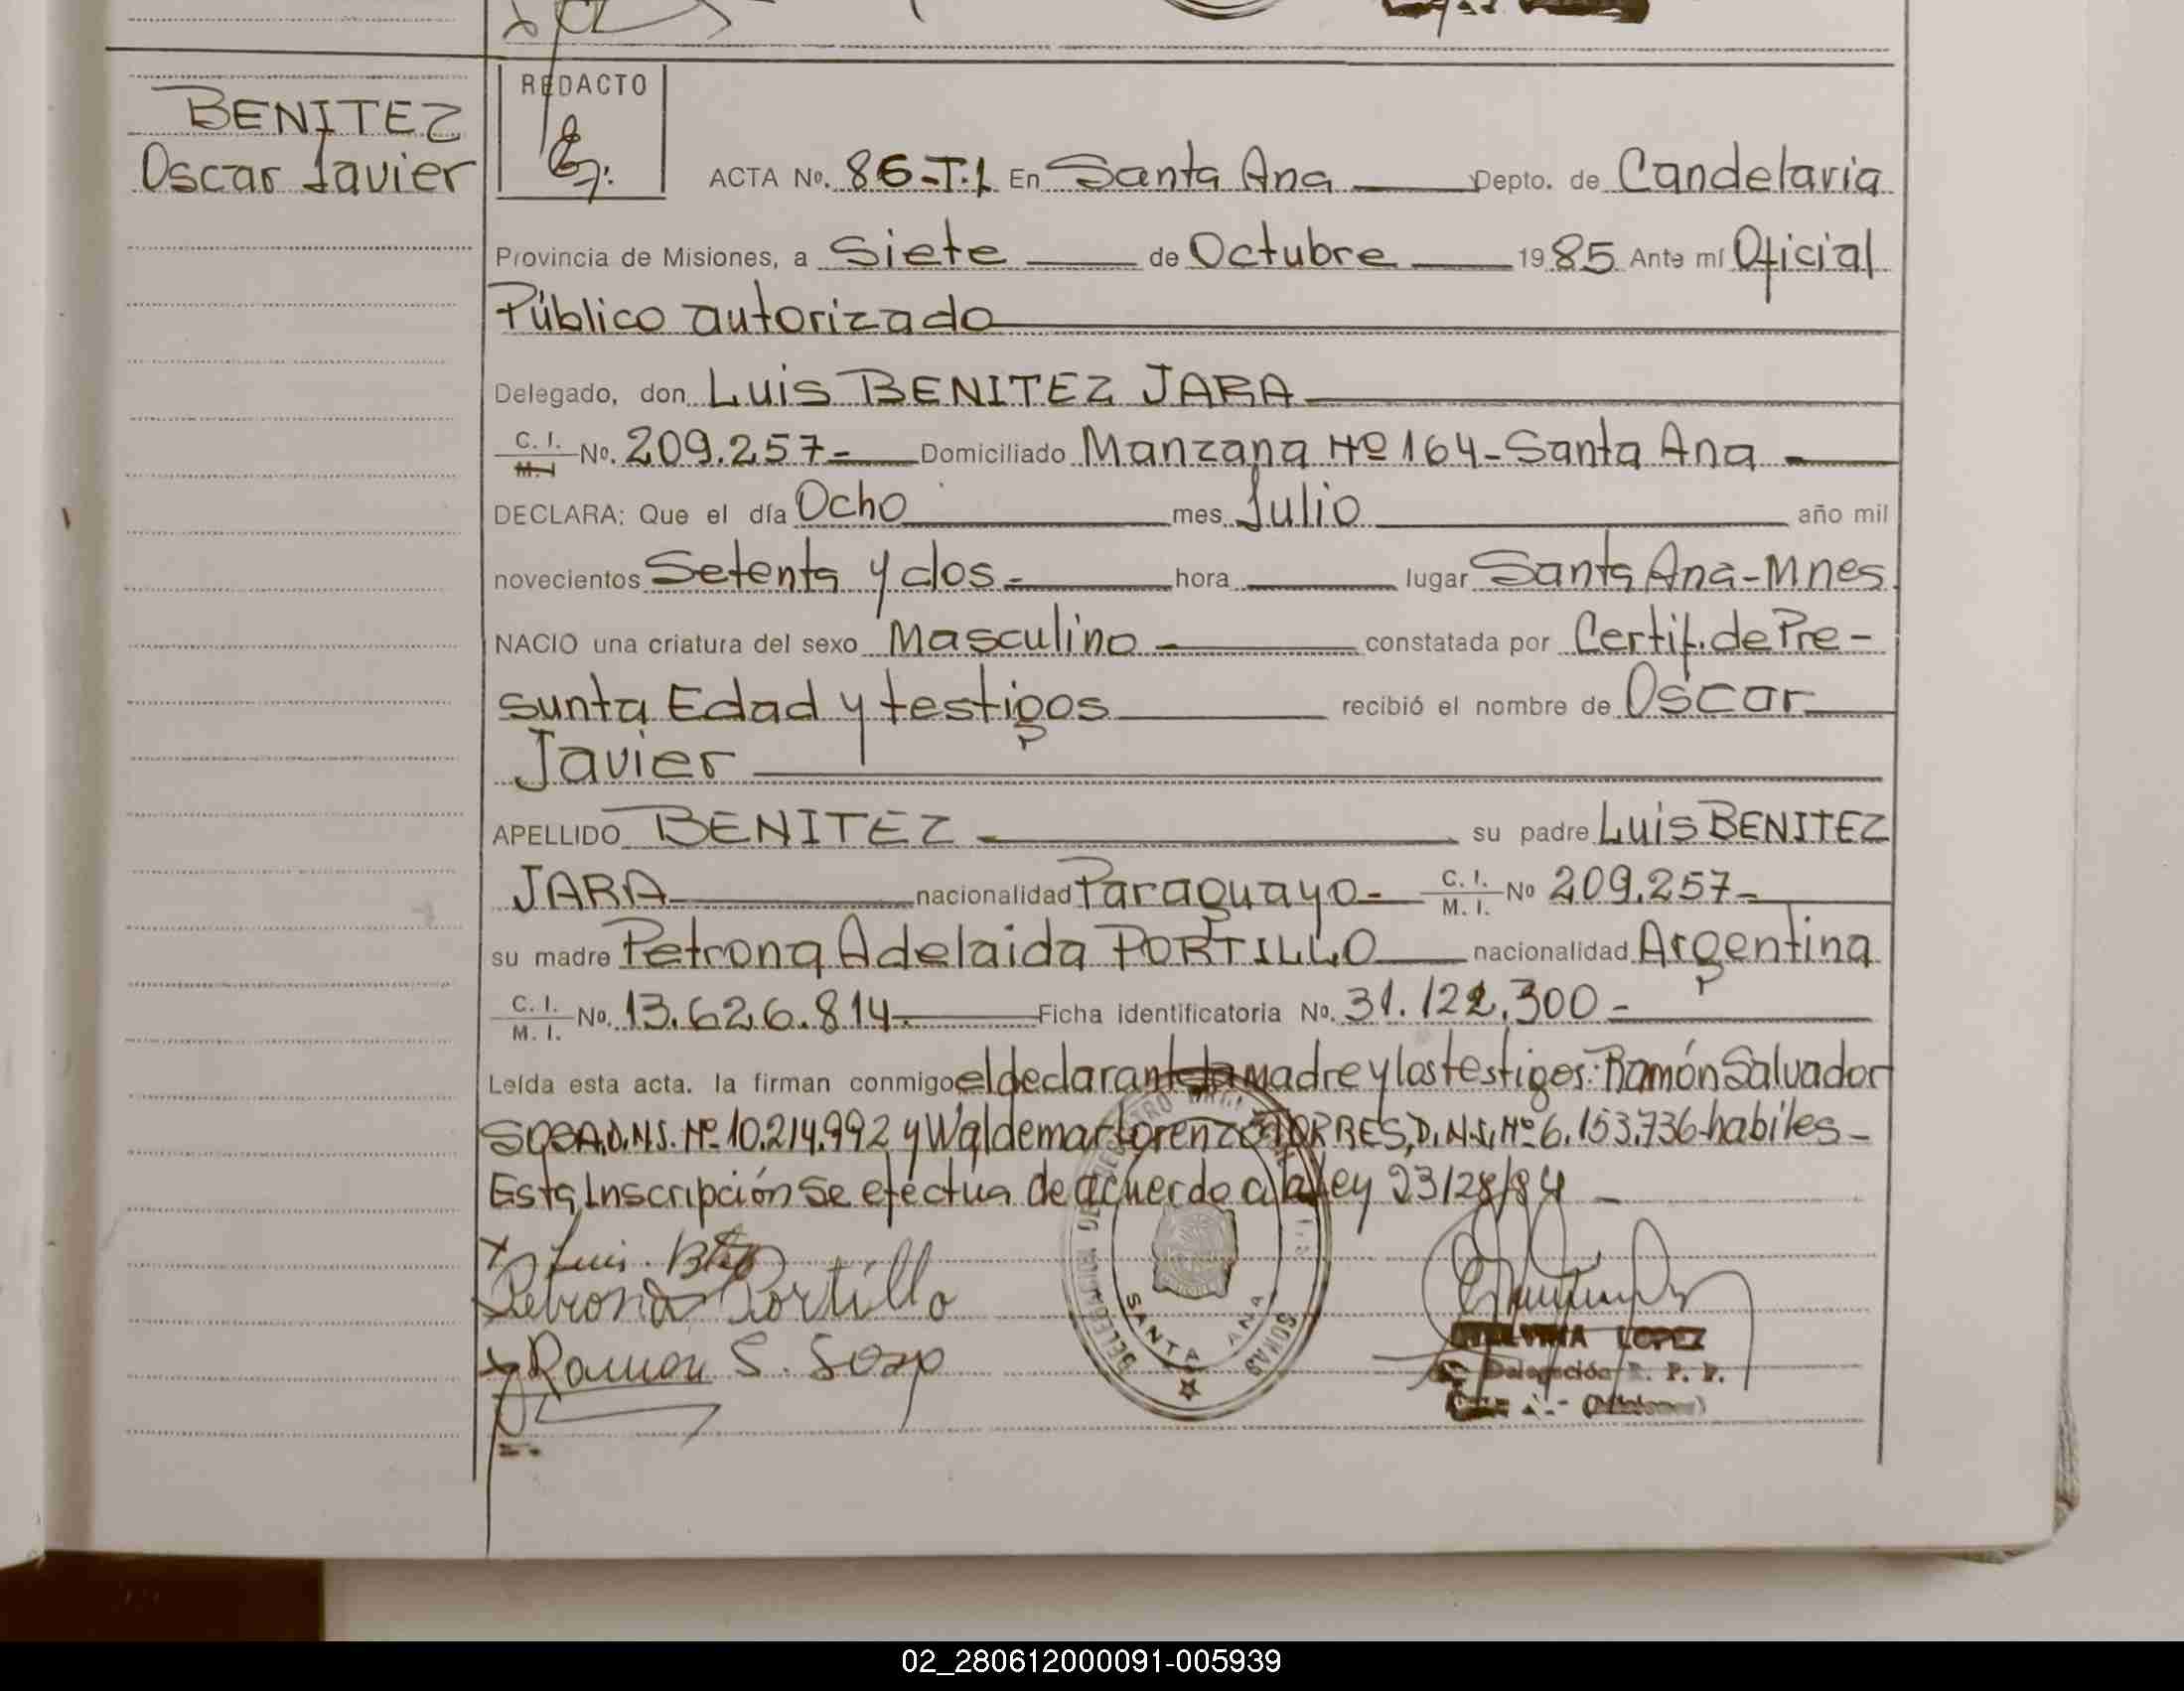 BENITEZ
Oscar Javier
REDACTO
ACTA No. 86-T.1 En Santa Ana Depto. de Candelaria
Provincia de Misiones, a Siete de Octubre 1985 Ante mí Oficial
Público autorizado
Delegado, don Luis BENITEZ JARA
C. I. M. I No. 209.257- Domiciliado Manzana Nº 164-Santa Ana -
DECLARA: Que el día Ocho mes Julio año mil
novecientos Setenta y dos - hora lugar Santa Ana-Mnes.
NACIO una criatura del sexo Masculino - constatada por Certif. de Pre-
sunta Edad y testigos recibió el nombre de Oscar
Javier
APELLIDO BENITEZ - su padre Luis BENITEZ
JARA nacionalidad Paraguayo - C. I. M. I. No 209.257-
su madre Petrona Adelaida PORTILLO nacionalidad Argentina
C. I. M. I. No. 13.626.814- Ficha identificatoria No. 31.122.300 -
Leída esta acta. la firman conmigo el declarante la madre y los testigos: Ramón Salvador
SOSA, D.N.I. Nº 10.214.992 y Waldemar Lorenzo TORRES, D.N.I. Nº 6.153.736-habiles-
Esta Inscripción se efectua de acuerdo a la ley 23128/84 -
Luis
Petrona Portillo
Ramon S. Sosa
SANTA ANA
LOPEZ
Delegación R. P. P.
(Misiones)
02_280612000091-005939